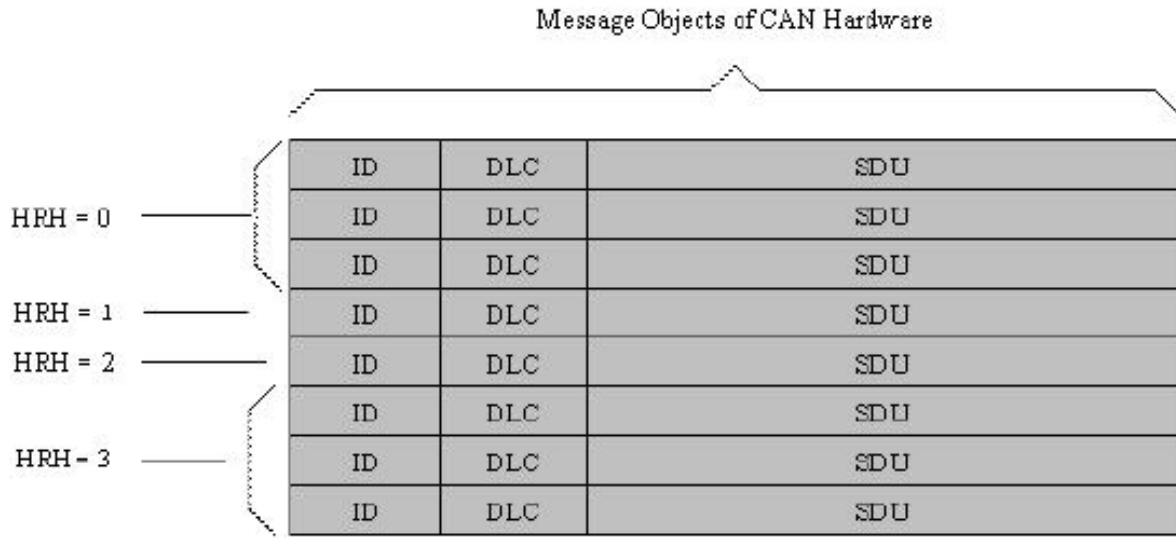 Message Objects of CAN Hardware
ID DLC SDU
HRH = 0 ID DLC SDU
ID DLC SDU
HRH = 1 ID DLC SDU
HRH = 2 ID DLC SDU
ID DLC SDU
HRH - 3 ID DLC SDU
ID DLC SDU